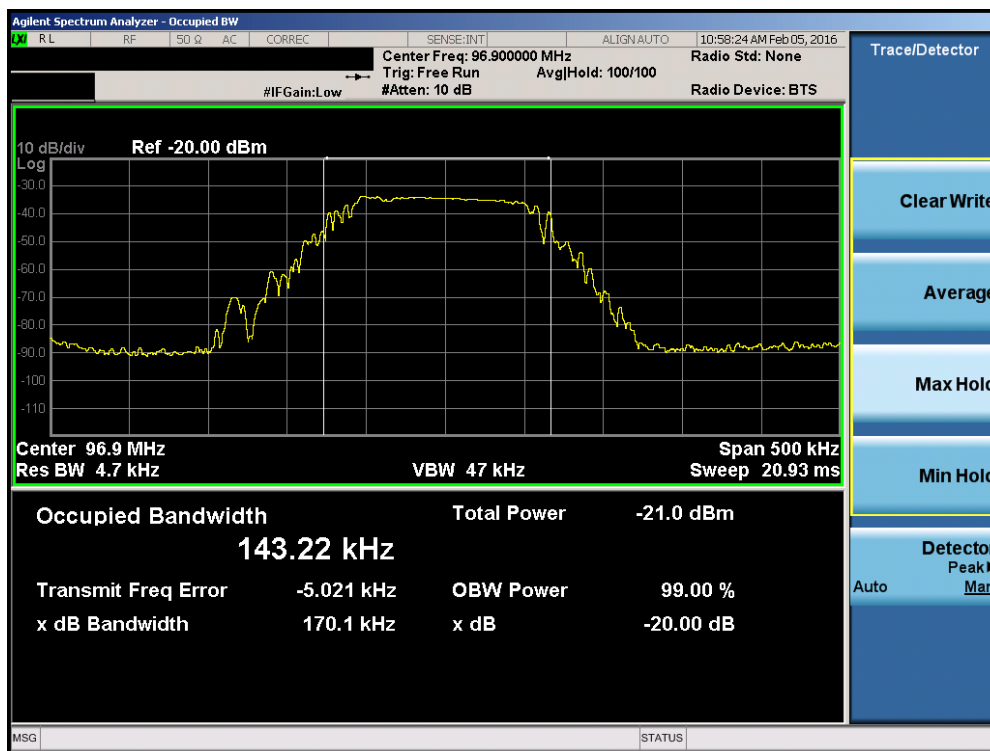 Agilent Spectrum Analyzer - Occupied BW
LXI RL RF 50 Ω AC CORREC SENSE:INT ALIGN AUTO 10:58:24 AM Feb 05, 2016
Center Freq: 96.900000 MHz Radio Std: None
Trig: Free Run Avg|Hold: 100/100
#IFGain:Low #Atten: 10 dB Radio Device: BTS
Trace/Detector
10 dB/div Ref -20.00 dBm
Log
-30.0
-40.0
-50.0
-60.0
-70.0
-80.0
-90.0
-100
-110
Center 96.9 MHz Span 500 kHz
Res BW 4.7 kHz VBW 47 kHz Sweep 20.93 ms
Occupied Bandwidth Total Power -21.0 dBm
143.22 kHz
Transmit Freq Error -5.021 kHz OBW Power 99.00 %
x dB Bandwidth 170.1 kHz x dB -20.00 dB
Clear Write
Average
Max Hold
Min Hold
Detector
Peak
Auto Man
MSG STATUS